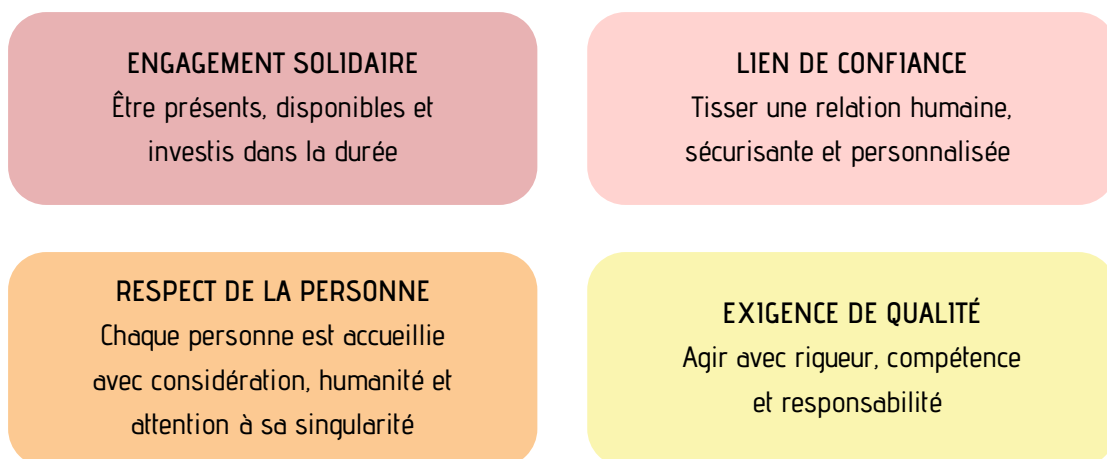 ENGAGEMENT SOLIDAIRE
Être présents, disponibles et
investis dans la durée
LIEN DE CONFIANCE
Tisser une relation humaine,
sécurisante et personnalisée
RESPECT DE LA PERSONNE
Chaque personne est accueillie
avec considération, humanité et
attention à sa singularité
EXIGENCE DE QUALITÉ
Agir avec rigueur, compétence
et responsabilité